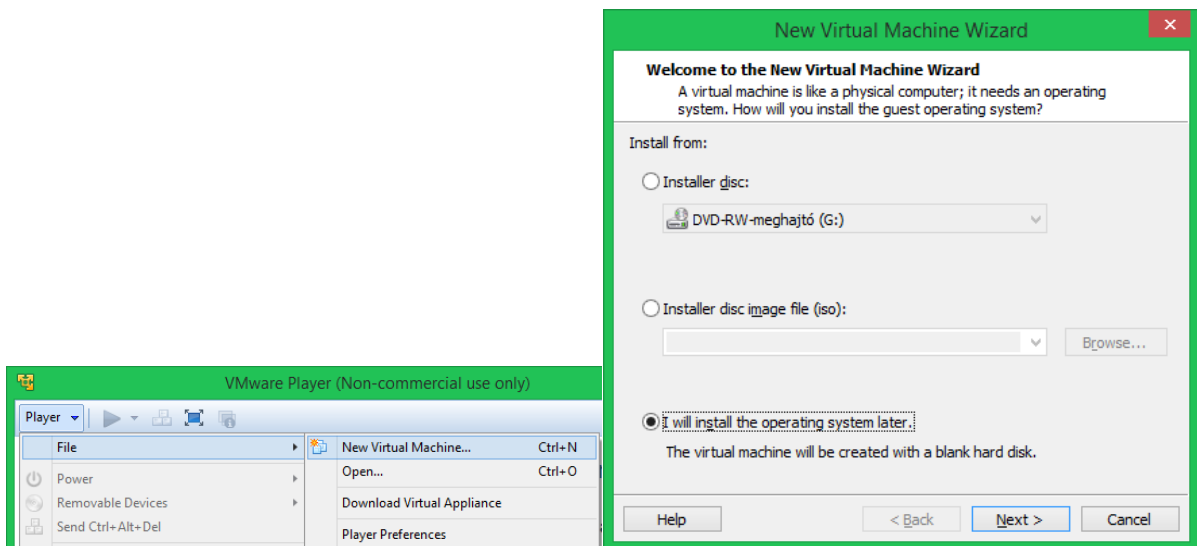 VMware Player (Non-commercial use only)
Player
File
New Virtual Machine... Ctrl+N
Power
Open... Ctrl+O
Removable Devices
Download Virtual Appliance
Send Ctrl+Alt+Del
Player Preferences
New Virtual Machine Wizard
Welcome to the New Virtual Machine Wizard
A virtual machine is like a physical computer; it needs an operating
system. How will you install the guest operating system?
Install from:
Installer disc:
DVD-RW-meghajtó (G:)
Installer disc image file (iso):
Browse...
I will install the operating system later.
The virtual machine will be created with a blank hard disk.
Help < Back Next > Cancel